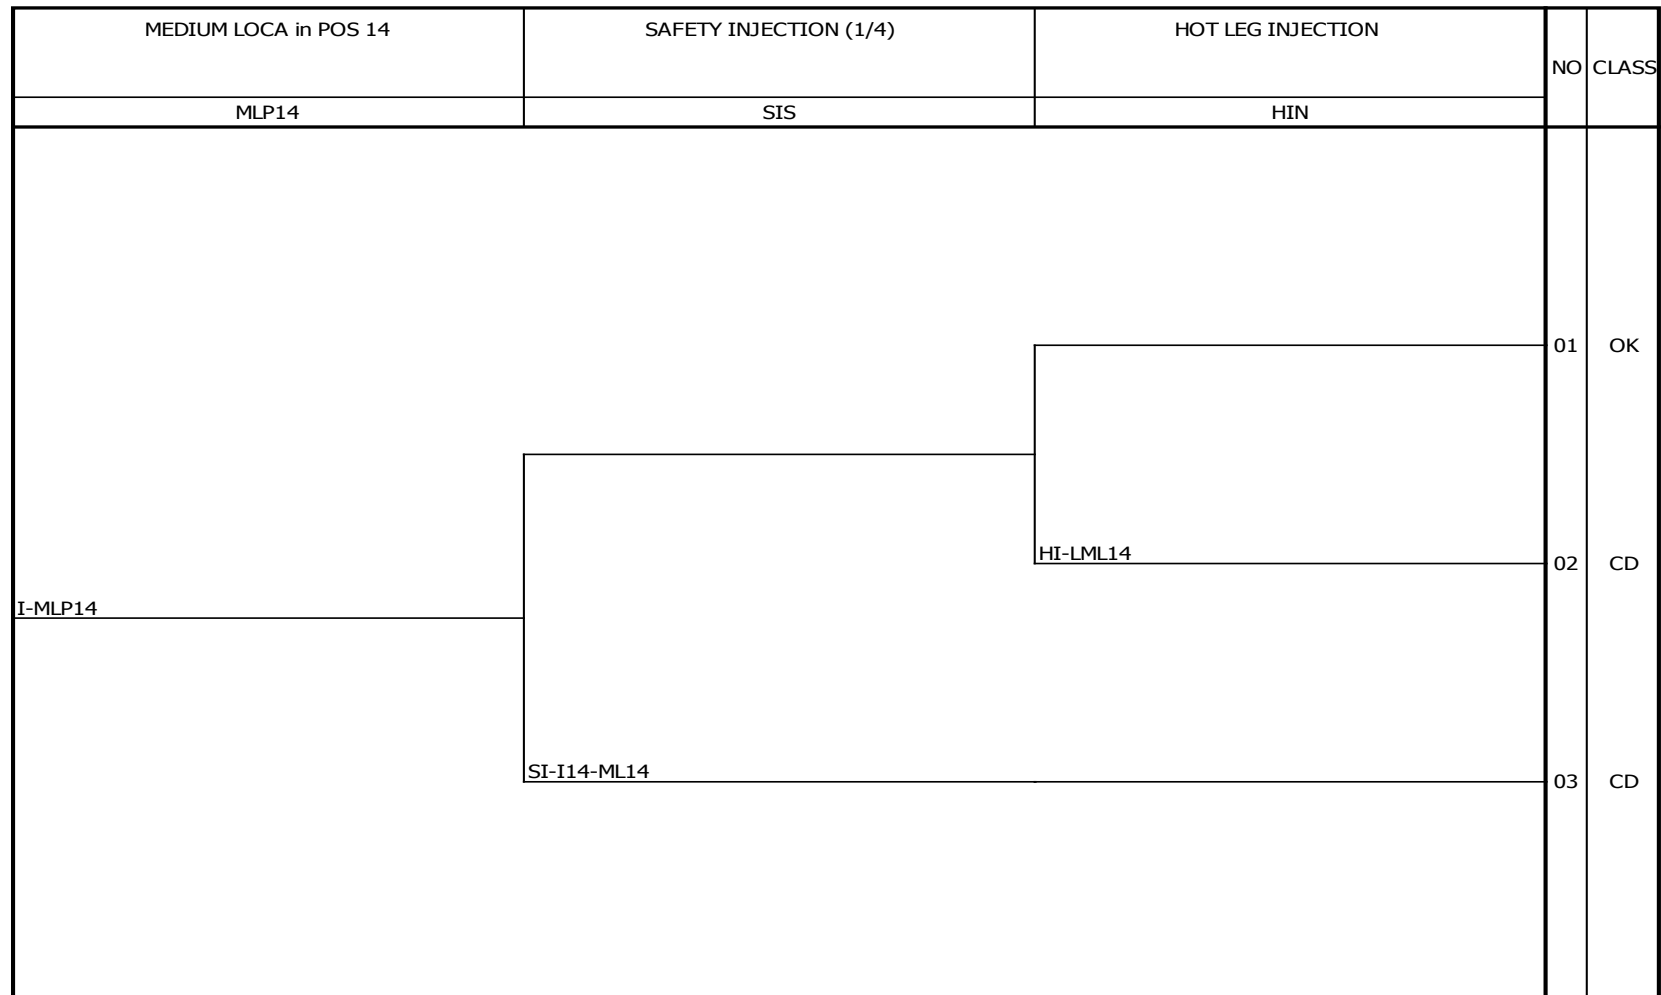 MEDIUM LOCA in POS 14
SAFETY INJECTION (1/4)
HOT LEG INJECTION
NO
CLASS
MLP14
SIS
HIN
01
OK
HI-LML14
02
CD
I-MLP14
SI-I14-ML14
03
CD